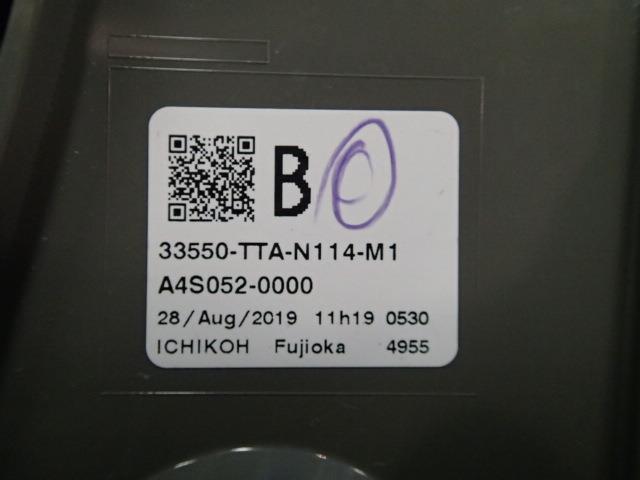 B
33550-TTA-N114-M1
A4S052-0000
28/Aug/2019 11h19 0530
ICHIKOH Fujioka 4955